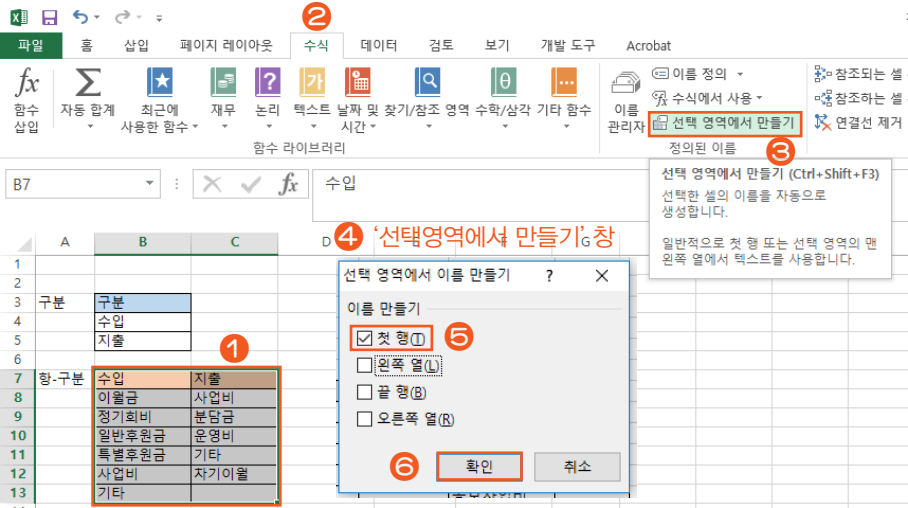 ②
파일 홈 삽입 페이지 레이아웃 수식 데이터 검토 보기 개발 도구 Acrobat
fx
함수
삽입
자동 합계
최근에
사용한 함수
재무
논리
텍스트
날짜 및
시간
찾기/참조 영역
수학/삼각
기타 함수
함수 라이브러리
이름
관리자
이름 정의
수식에서 사용
선택 영역에서 만들기
정의된 이름
③
참조되는 셀
참조하는 셀
연결선 제거
B7
fx
수입
선택 영역에서 만들기 (Ctrl+Shift+F3)
선택한 셀의 이름을 자동으로
생성합니다.
일반적으로 첫 행 또는 선택 영역의 맨
왼쪽 열에서 텍스트를 사용합니다.
④ '선택영역에서 만들기' 창
A B C D E F G
1
2
3 구분 구분
4 수입
5 지출
6
①
7 항-구분 수입 지출
8 이월금 사업비
9 정기회비 분담금
10 일반후원금 운영비
11 특별후원금 기타
12 사업비 차기이월
13 기타
선택 영역에서 이름 만들기 ?
이름 만들기
첫 행(T) ⑤
왼쪽 열(L)
끝 행(B)
오른쪽 열(R)
⑥ 확인 취소